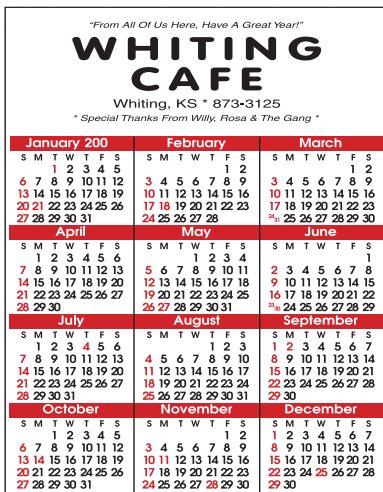 "From All Of Us Here, Have A Great Year!"
WHITING
CAFE
Whiting, KS * 873-3125
* Special Thanks From Willy, Rosa & The Gang *
January 200
S M T W T F S
1 2 3 4 5
6 7 8 9 10 11 12
13 14 15 16 17 18 19
20 21 22 23 24 25 26
27 28 29 30 31
February
S M T W T F S
1 2
3 4 5 6 7 8 9
10 11 12 13 14 15 16
17 18 19 20 21 22 23
24 25 26 27 28
March
S M T W T F S
1 2
3 4 5 6 7 8 9
10 11 12 13 14 15 16
17 18 19 20 21 22 23
24/31 25 26 27 28 29 30
April
S M T W T F S
1 2 3 4 5 6
7 8 9 10 11 12 13
14 15 16 17 18 19 20
21 22 23 24 25 26 27
28 29 30
May
S M T W T F S
1 2 3 4
5 6 7 8 9 10 11
12 13 14 15 16 17 18
19 20 21 22 23 24 25
26 27 28 29 30 31
June
S M T W T F S
1
2 3 4 5 6 7 8
9 10 11 12 13 14 15
16 17 18 19 20 21 22
23/30 24 25 26 27 28 29
July
S M T W T F S
1 2 3 4 5 6
7 8 9 10 11 12 13
14 15 16 17 18 19 20
21 22 23 24 25 26 27
28 29 30 31
August
S M T W T F S
1 2 3
4 5 6 7 8 9 10
11 12 13 14 15 16 17
18 19 20 21 22 23 24
25 26 27 28 29 30 31
September
S M T W T F S
1 2 3 4 5 6 7
8 9 10 11 12 13 14
15 16 17 18 19 20 21
22 23 24 25 26 27 28
29 30
October
S M T W T F S
1 2 3 4 5
6 7 8 9 10 11 12
13 14 15 16 17 18 19
20 21 22 23 24 25 26
27 28 29 30 31
November
S M T W T F S
1 2
3 4 5 6 7 8 9
10 11 12 13 14 15 16
17 18 19 20 21 22 23
24 25 26 27 28 29 30
December
S M T W T F S
1 2 3 4 5 6 7
8 9 10 11 12 13 14
15 16 17 18 19 20 21
22 23 24 25 26 27 28
29 30